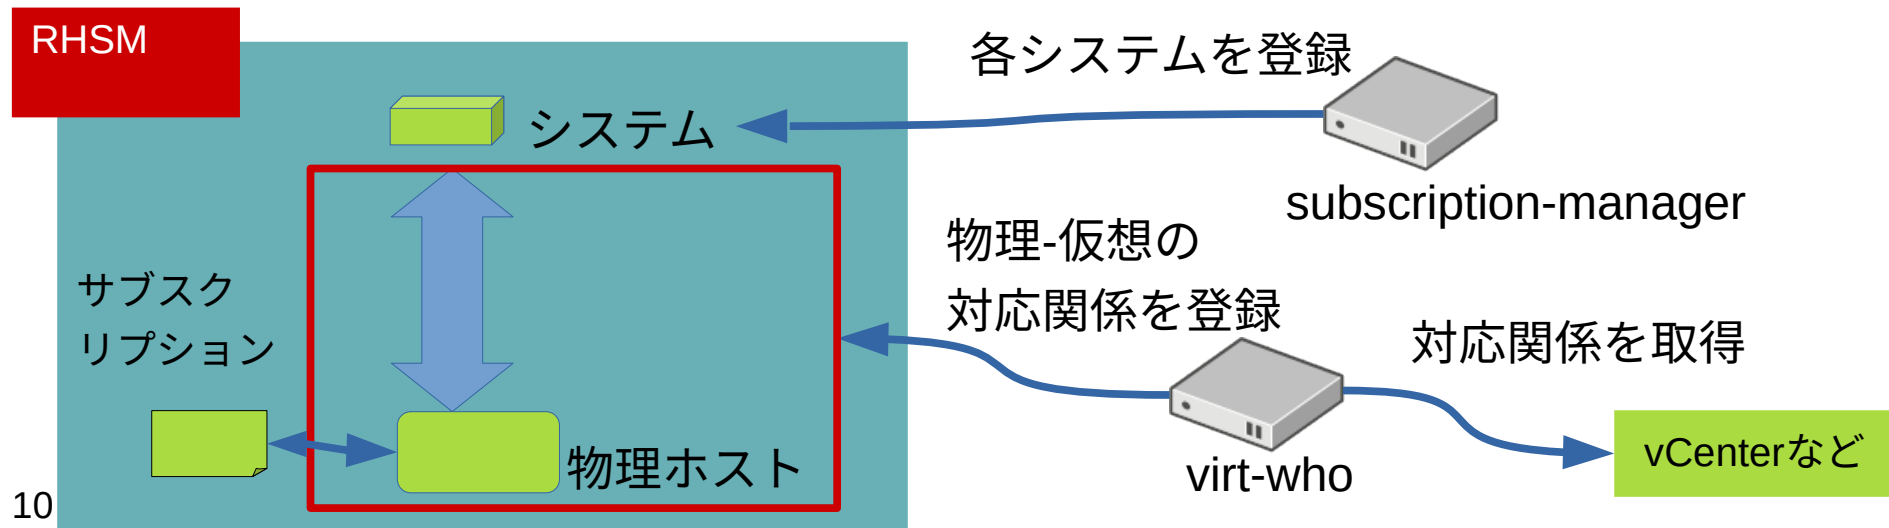 RHSM
各システムを登録
システム
subscription-manager
物理-仮想の
対応関係を登録
サブスク
リプション
対応関係を取得
物理ホスト
virt-who
vCenterなど
10